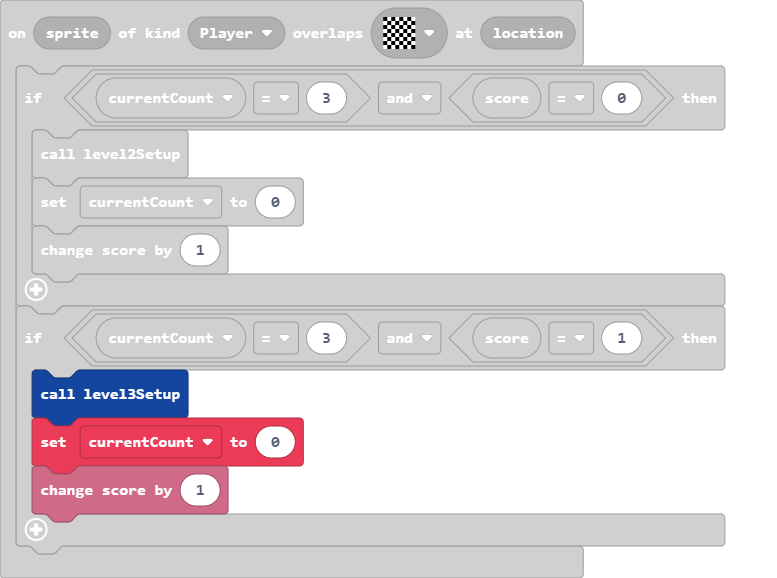 on sprite of kind Player overlaps at location
if currentCount = 3 and score = 0 then
call level2Setup
set currentCount to 0
change score by 1
if currentCount = 3 and score = 1 then
call level3Setup
set currentCount to 0
change score by 1